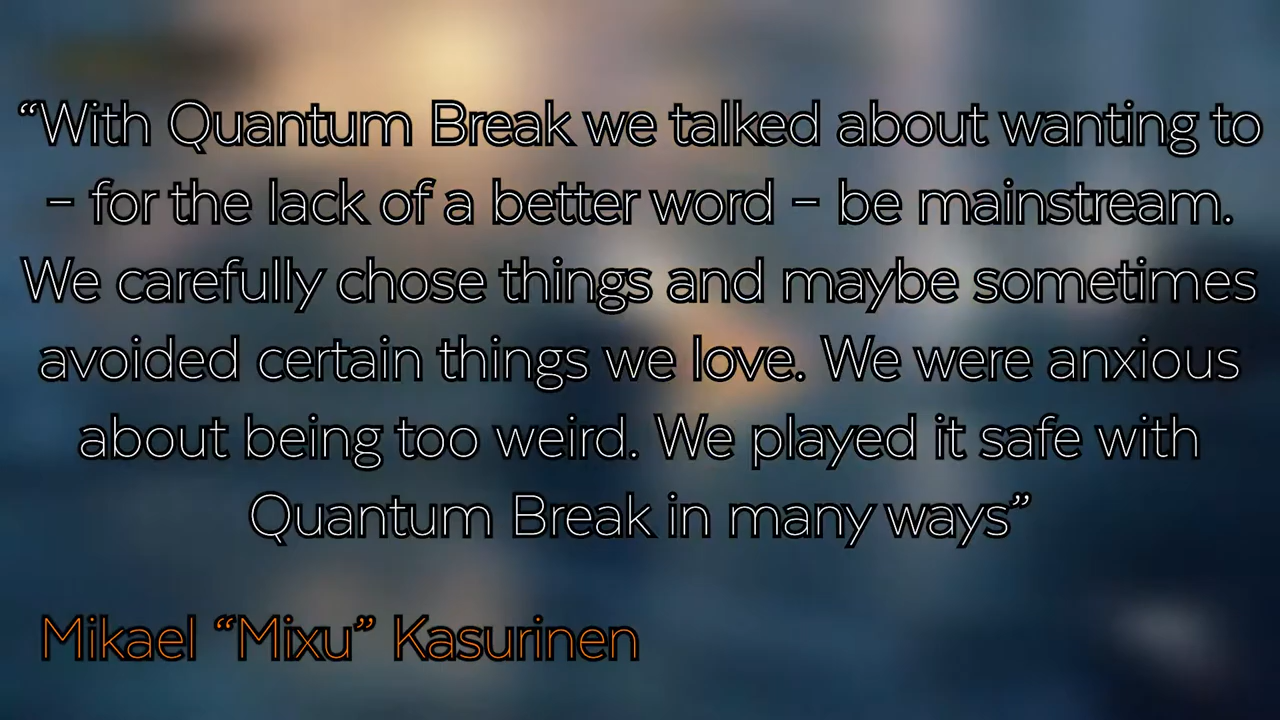 “With Quantum Break we talked about wanting to
– for the lack of a better word – be mainstream.
We carefully chose things and maybe sometimes
avoided certain things we love. We were anxious
about being too weird. We played it safe with
Quantum Break in many ways”
Mikael “Mixu” Kasurinen